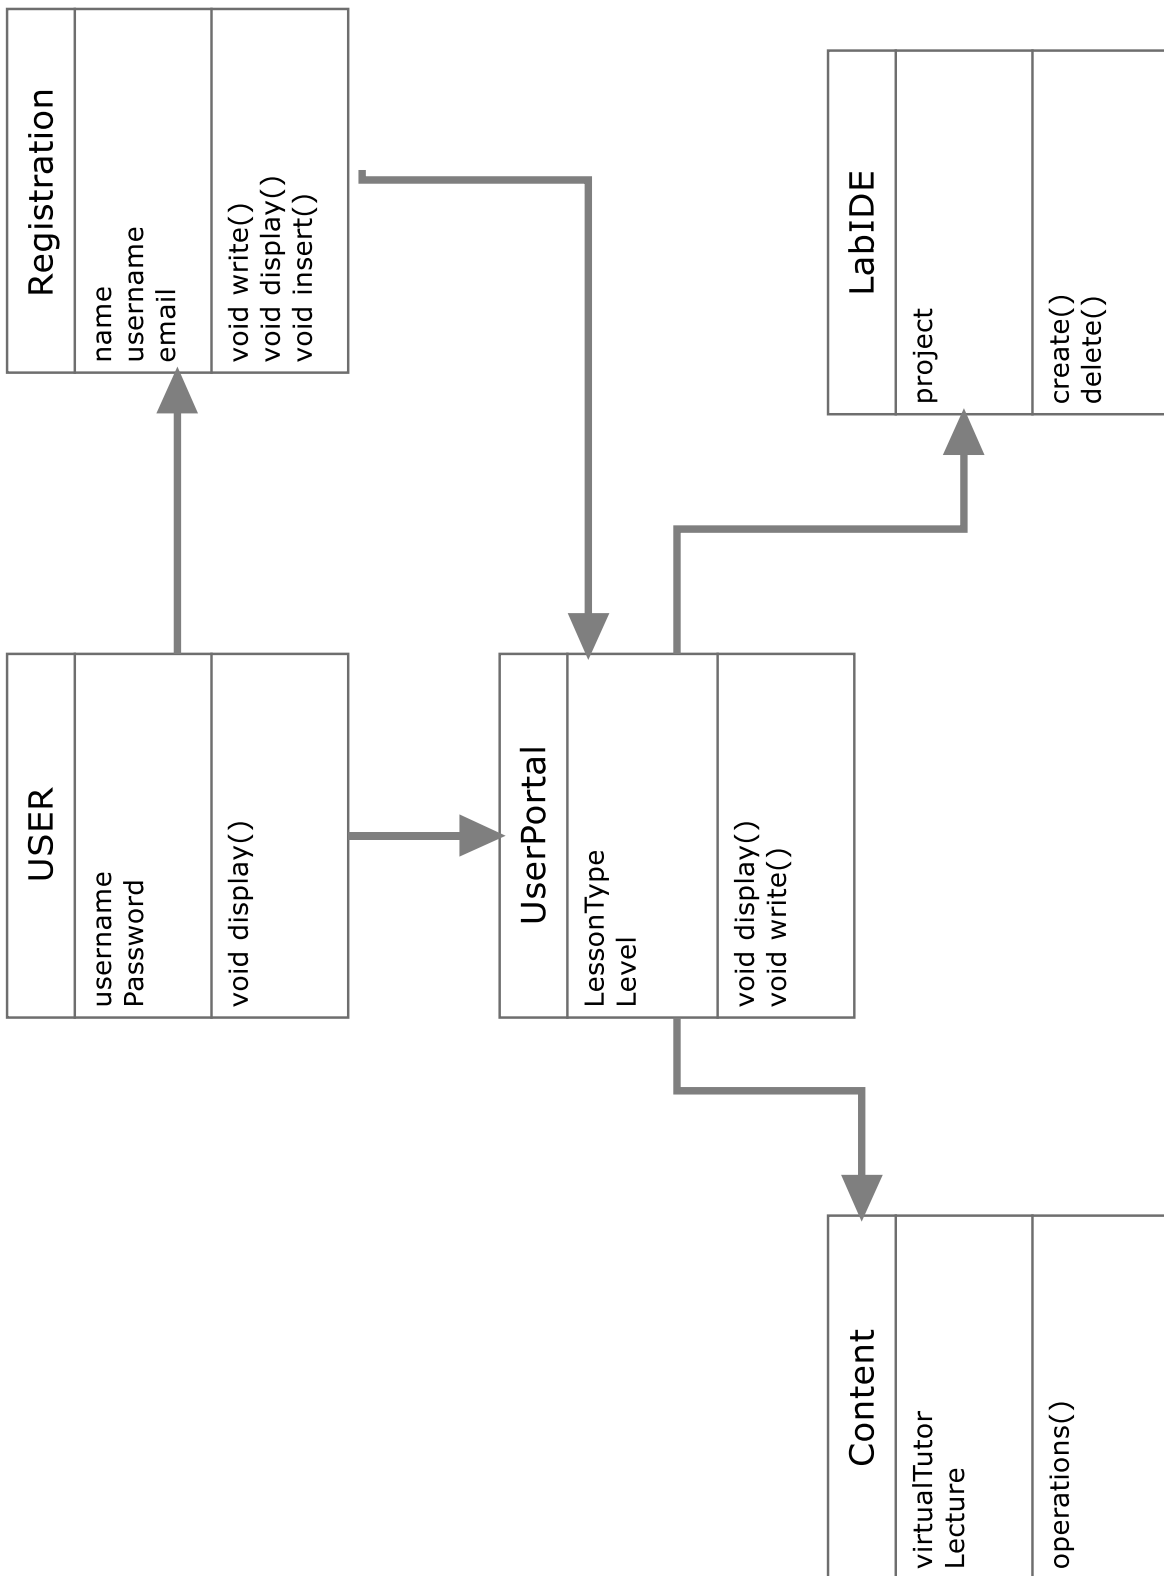 USER
username
Password
void display()
Registration
name
username
email
void write()
void display()
void insert()
UserPortal
LessonType
Level
void display()
void write()
Content
virtualTutor
Lecture
operations()
LabIDE
project
create()
delete()